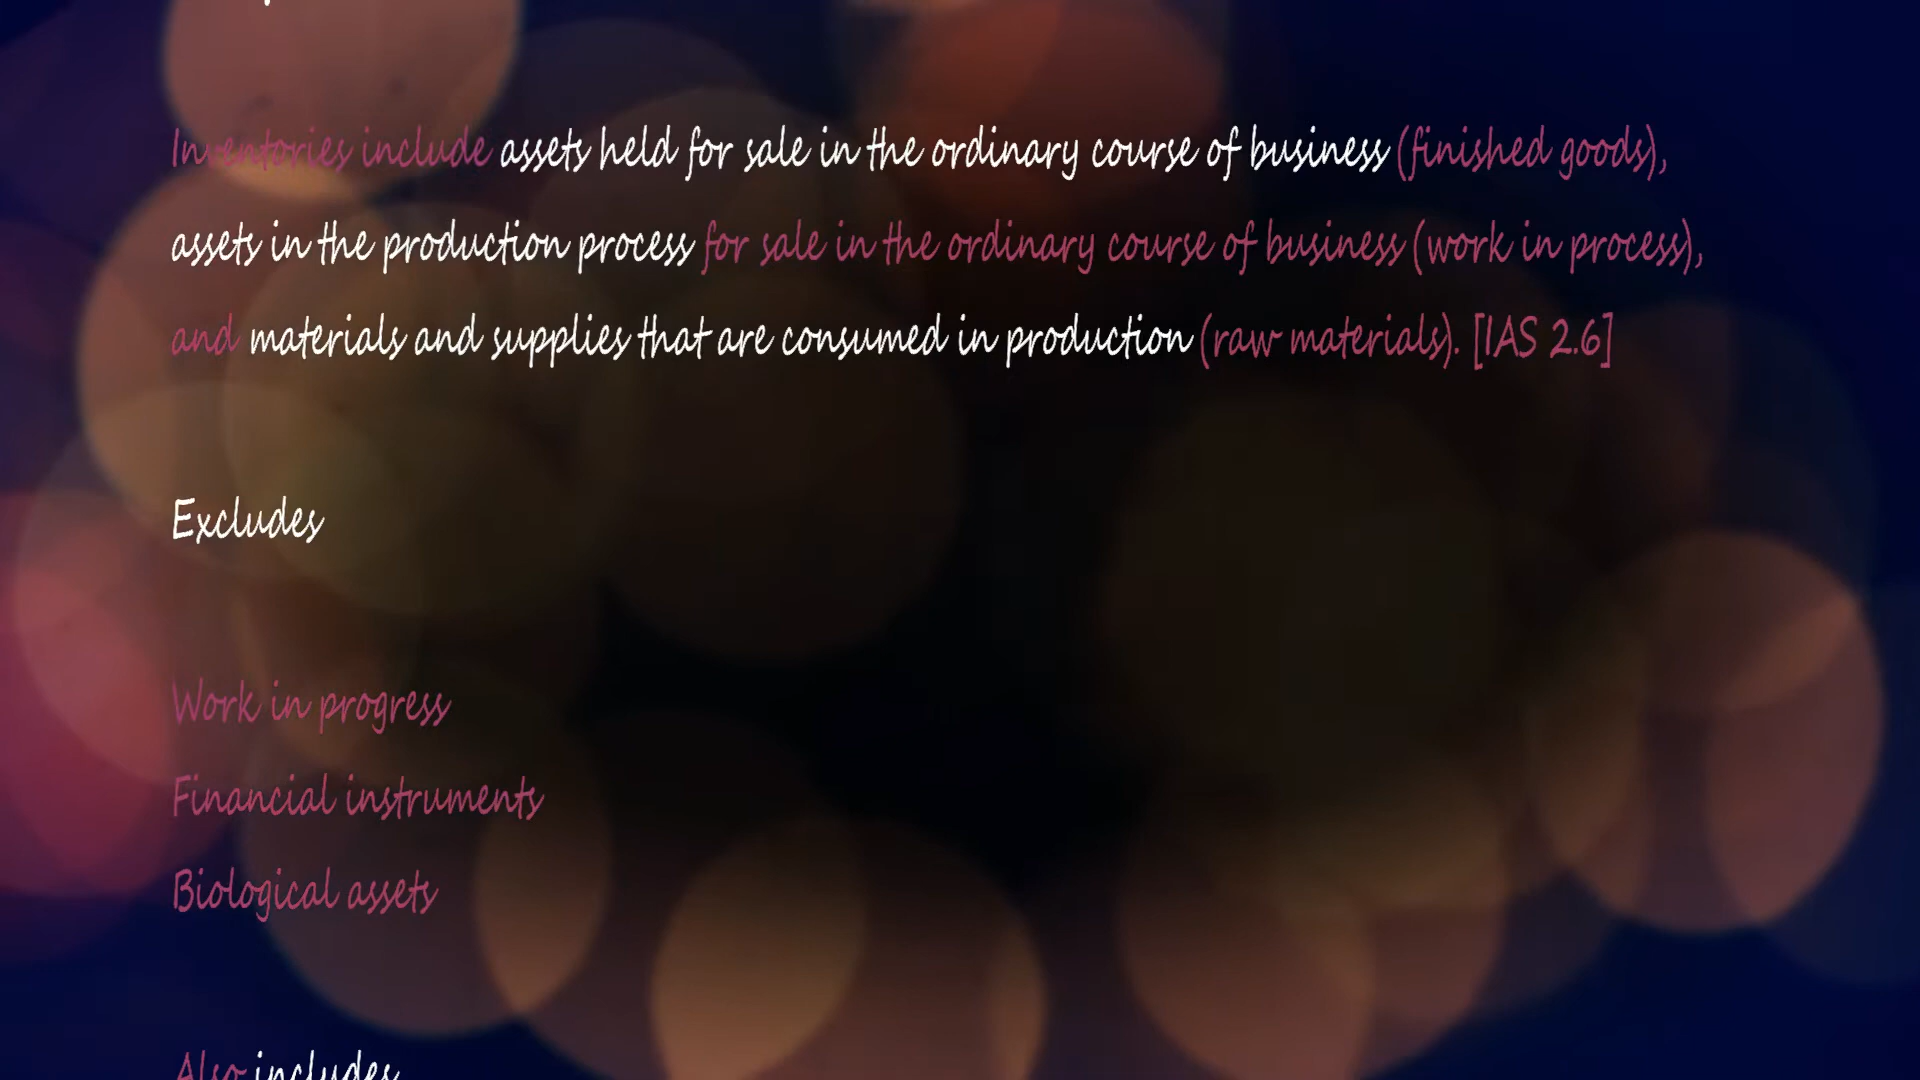 Inventories include assets held for sale in the ordinary course of business (finished goods),
assets in the production process for sale in the ordinary course of business (work in process),
and materials and supplies that are consumed in production (raw materials). [IAS 2.6]
Excludes
Work in progress
Financial instruments
Biological assets
Also includes